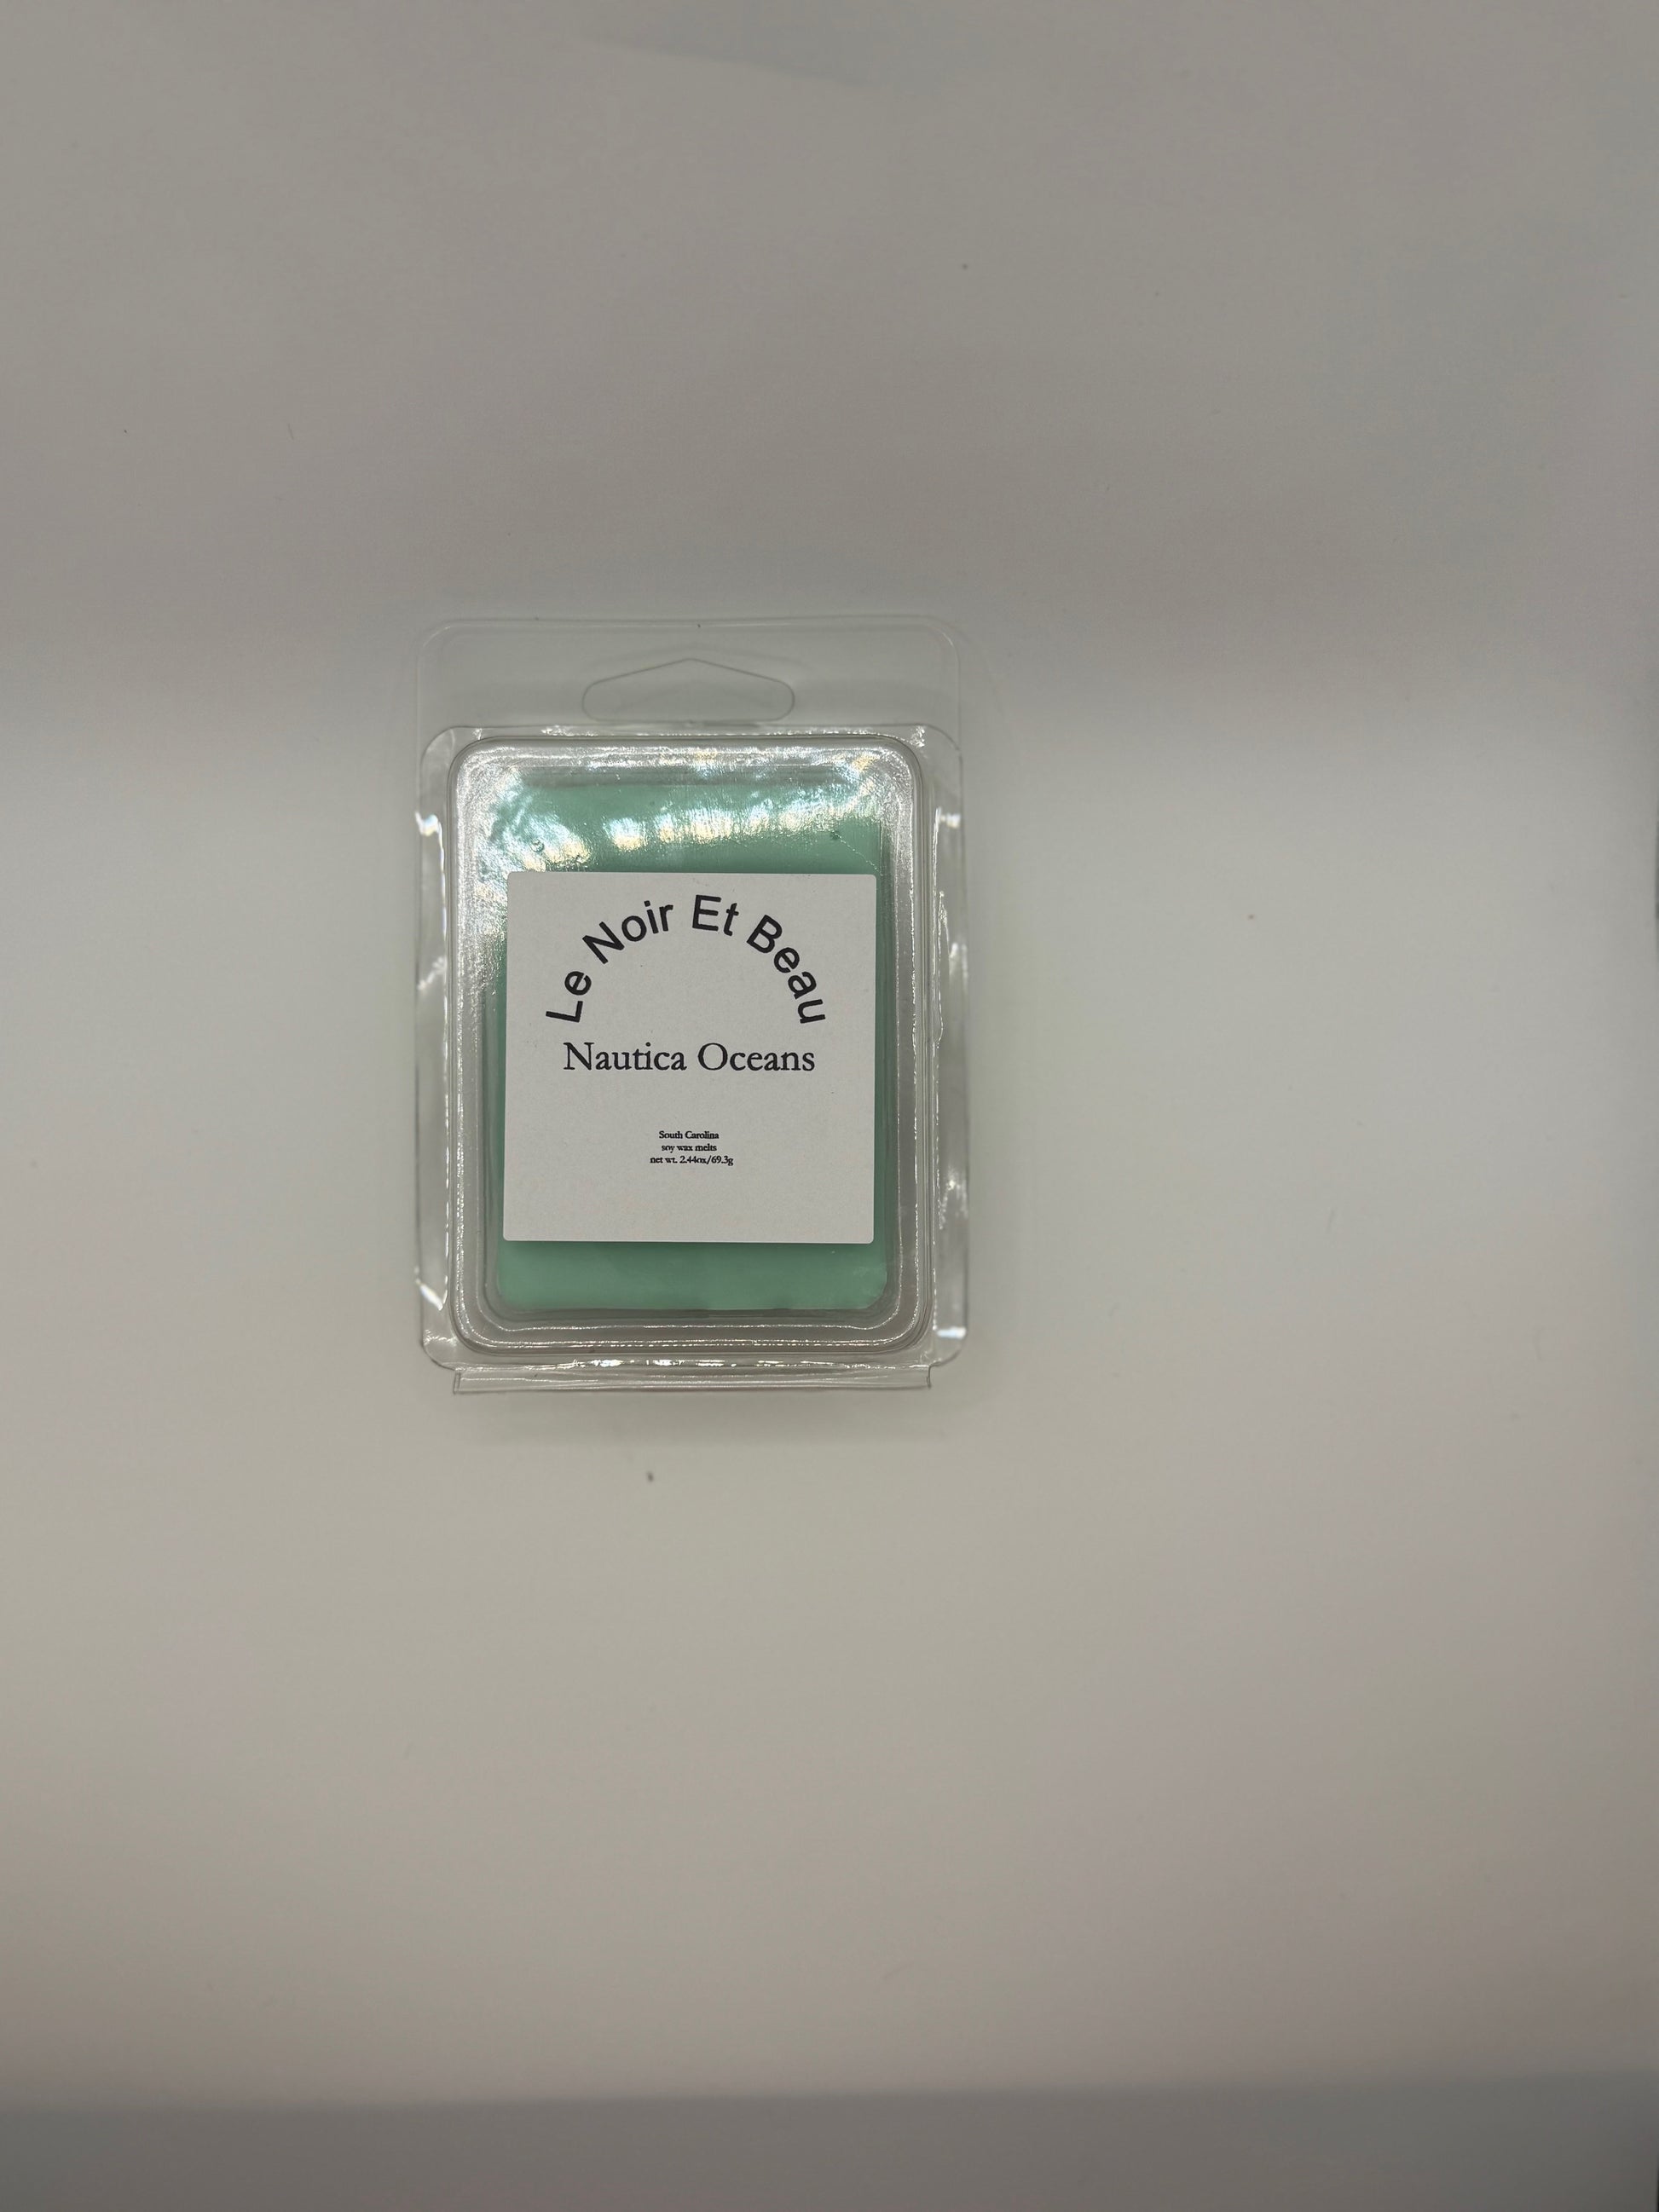 Le Noir Et Beau
Nautica Oceans
South Carolina
soy wax melts
net wt. 2.44oz/69.3g